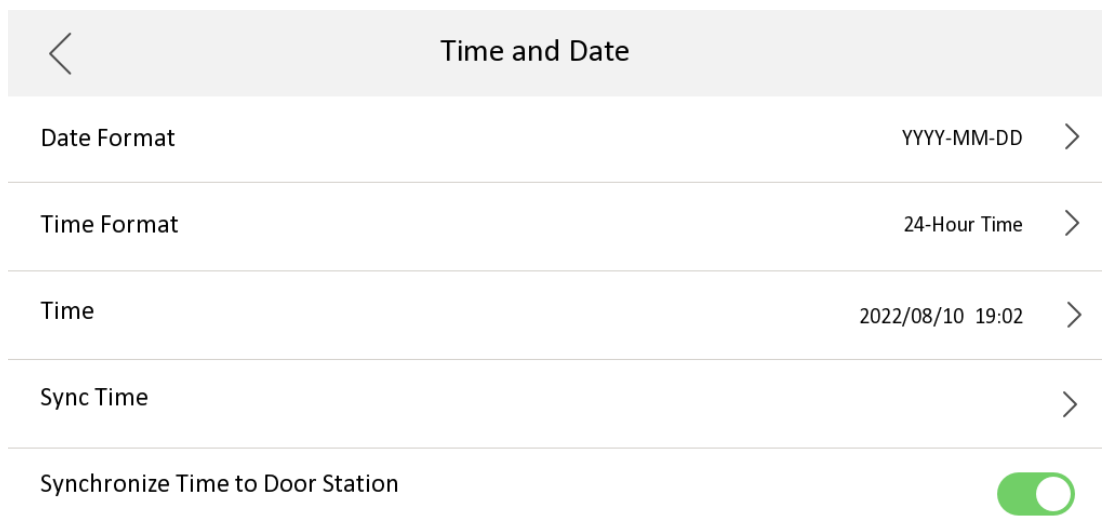 Time and Date
Date Format YYYY-MM-DD
Time Format 24-Hour Time
Time 2022/08/10 19:02
Sync Time
Synchronize Time to Door Station